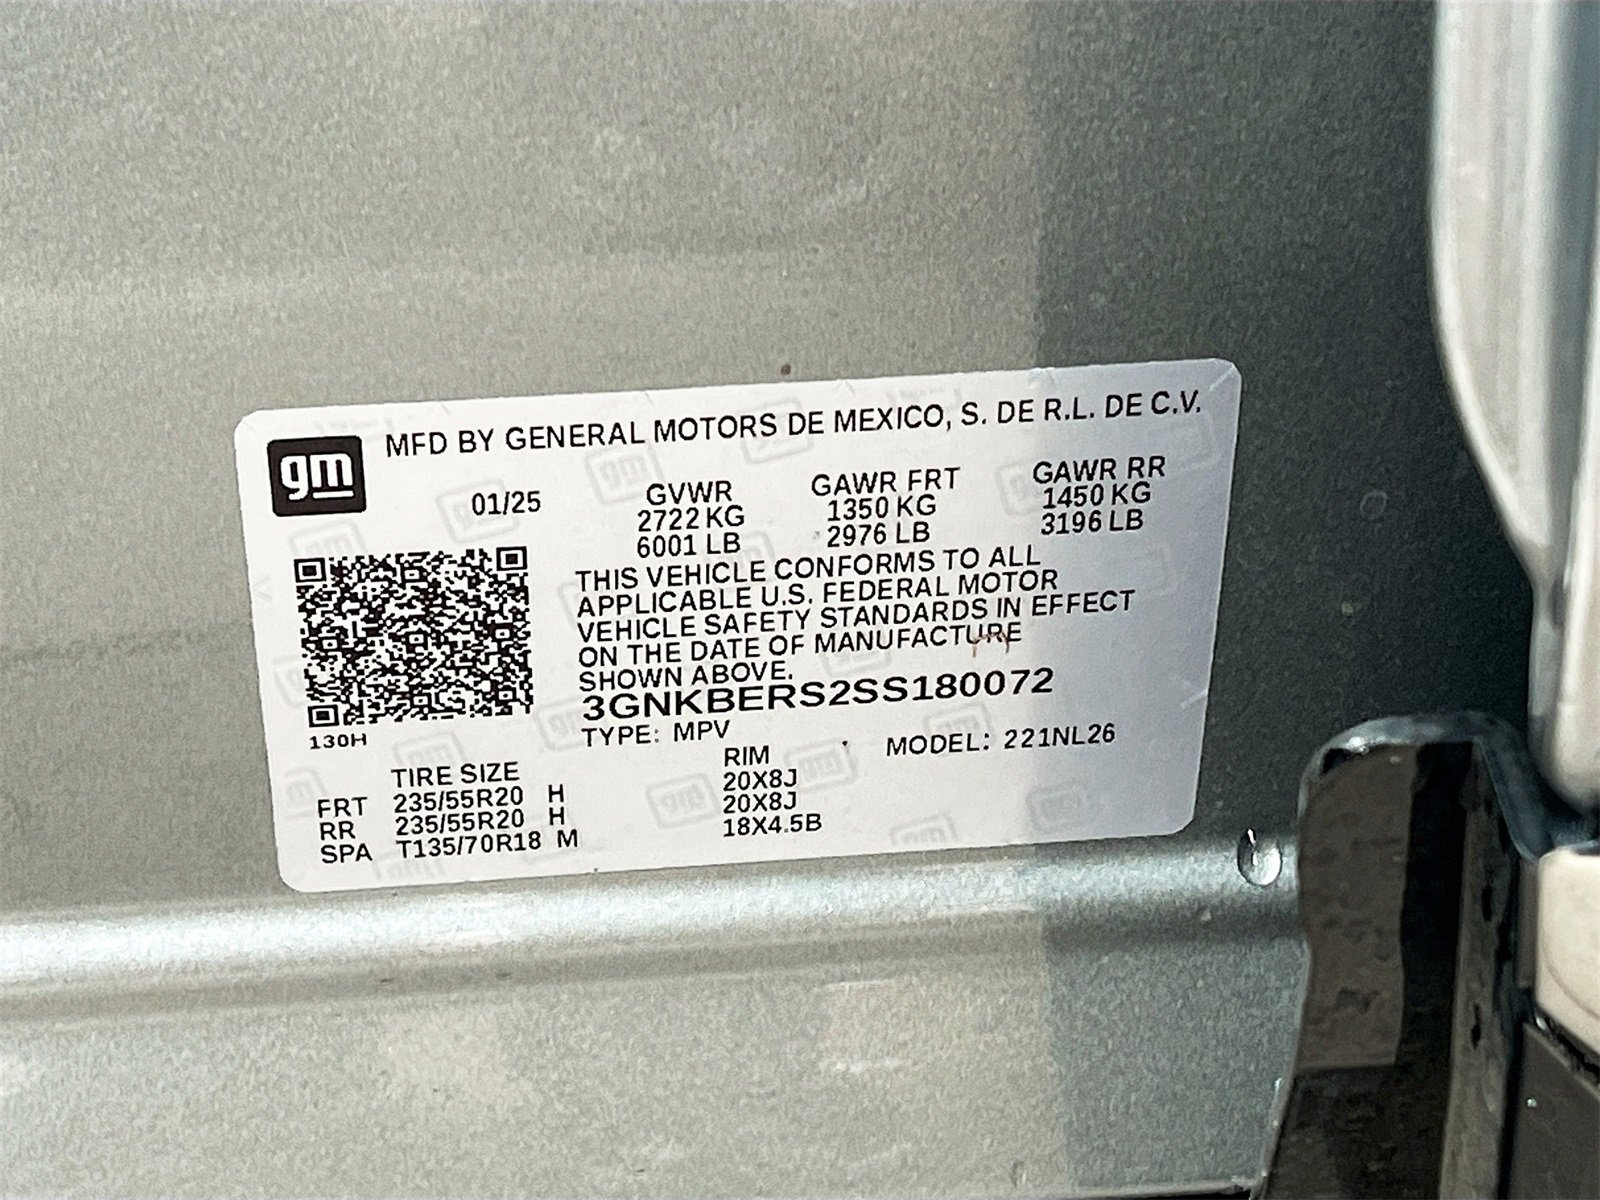 gm MFD BY GENERAL MOTORS DE MEXICO, S. DE R.L. DE C.V.
01/25 GVWR GAWR FRT GAWR RR
2722 KG 1350 KG 1450 KG
6001 LB 2976 LB 3196 LB
THIS VEHICLE CONFORMS TO ALL
APPLICABLE U.S. FEDERAL MOTOR
VEHICLE SAFETY STANDARDS IN EFFECT
ON THE DATE OF MANUFACTURE
SHOWN ABOVE.
3GNKBERS2SS180072
130H
TYPE: MPV MODEL: 221NL26
TIRE SIZE RIM
FRT 235/55R20 H 20X8J
RR 235/55R20 H 20X8J
SPA T135/70R18 M 18X4.5B